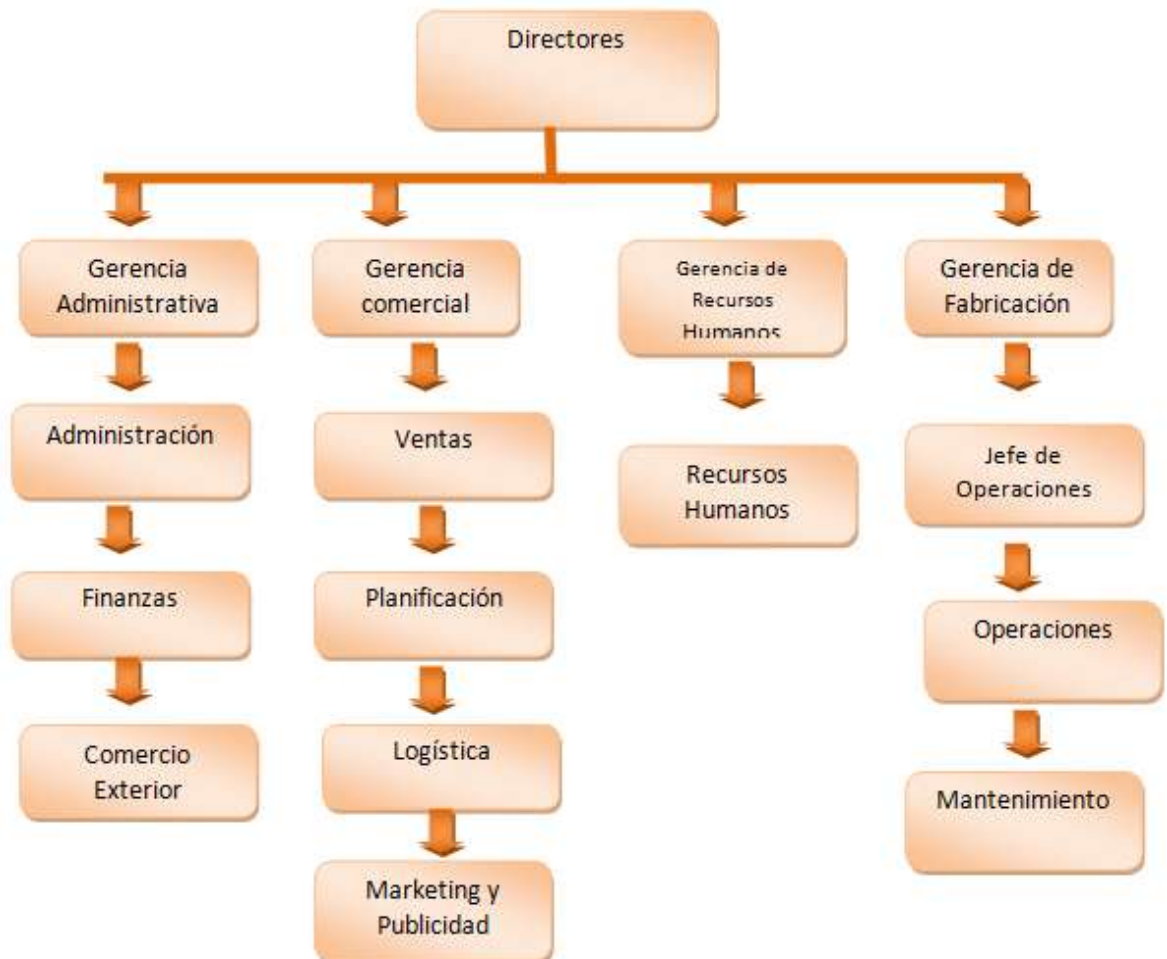 Directores
Gerencia
Administrativa
Gerencia
comercial
Gerencia de
Recursos
Humanos
Gerencia de
Fabricación
Administración
Ventas
Recursos
Humanos
Jefe de
Operaciones
Finanzas
Planificación
Operaciones
Comercio
Exterior
Logística
Mantenimiento
Marketing y
Publicidad